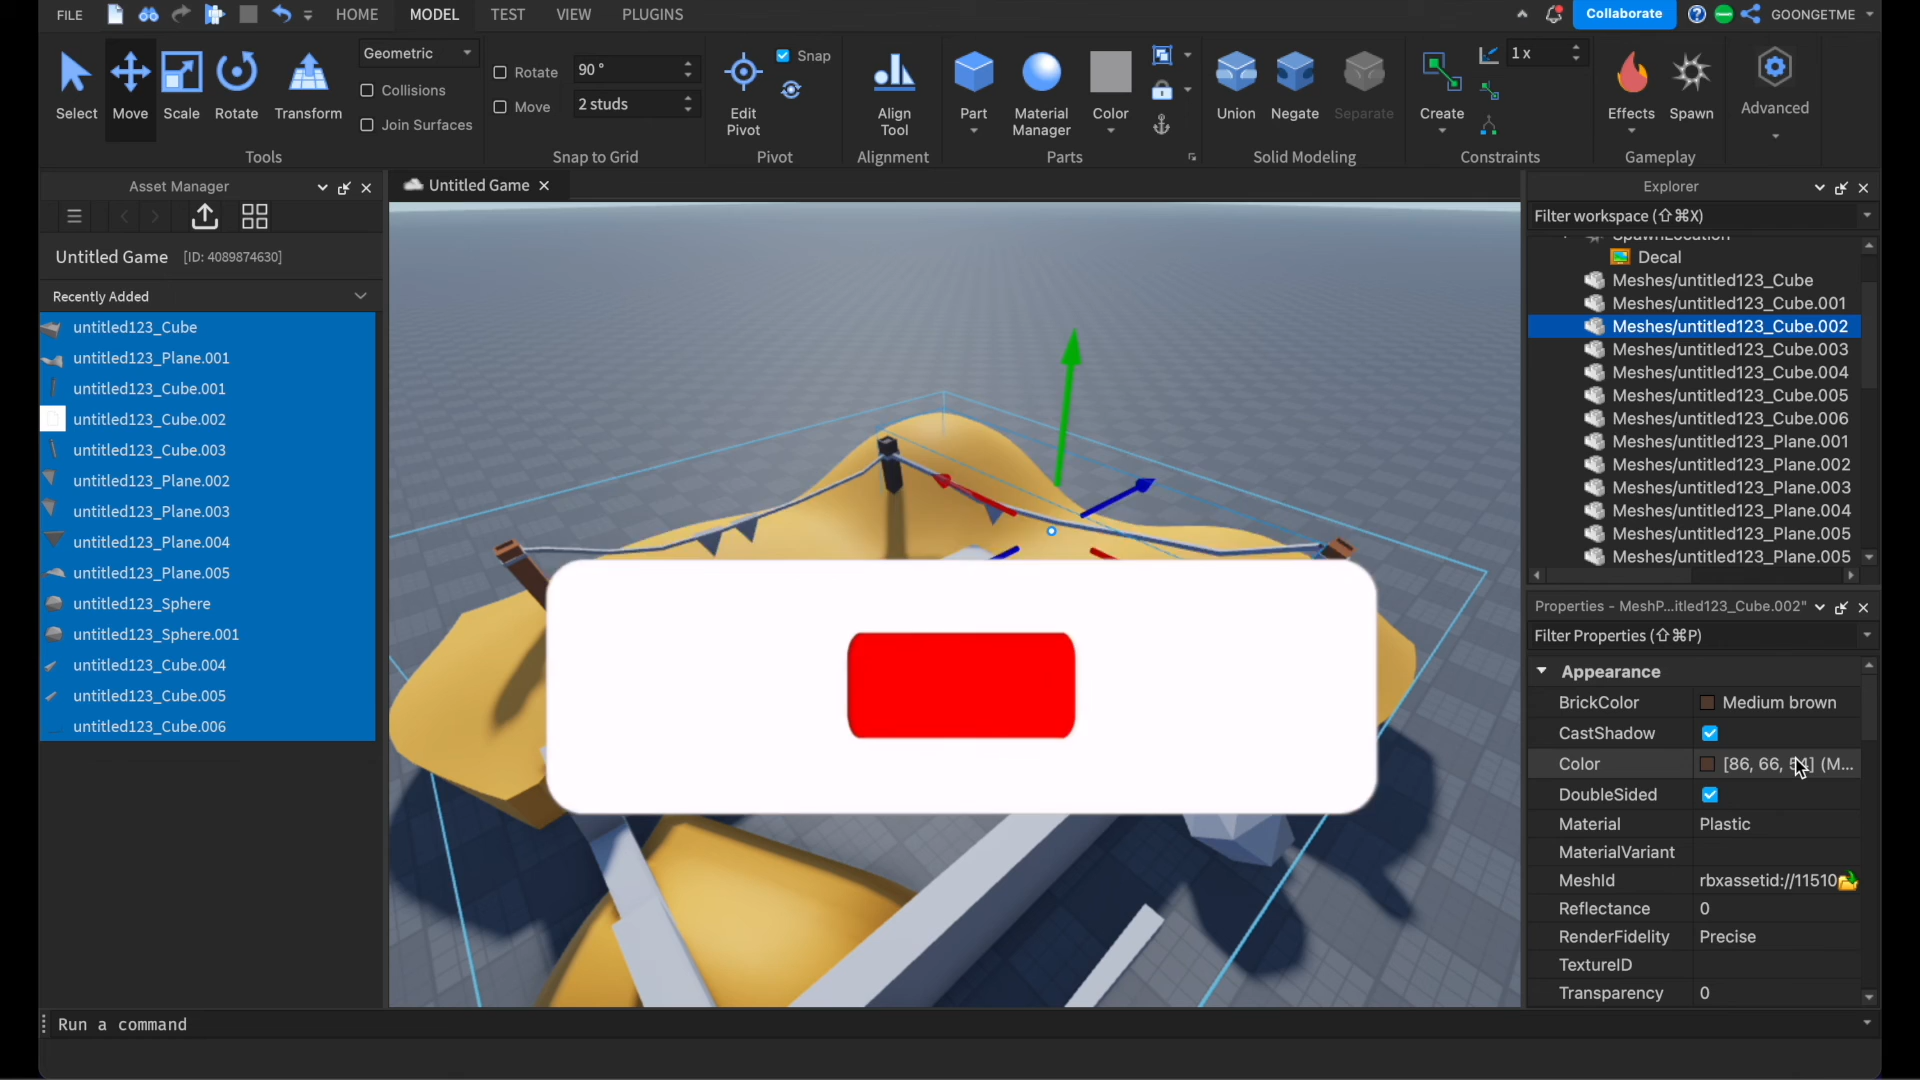 FILE
HOME
MODEL
TEST
VIEW
PLUGINS
Collaborate
GOONGETME
Select
Move
Scale
Rotate
Transform
Geometric
Collisions
Join Surfaces
Tools
Rotate
90 °
Move
2 studs
Snap to Grid
Edit
Pivot
Snap
Pivot
Align
Tool
Alignment
Part
Material
Manager
Color
Parts
Union
Negate
Separate
Solid Modeling
Create
1 x
Constraints
Effects
Spawn
Gameplay
Advanced
Asset Manager
Untitled Game
[ID: 4089874630]
Recently Added
untitled123_Cube
untitled123_Plane.001
untitled123_Cube.001
untitled123_Cube.002
untitled123_Cube.003
untitled123_Plane.002
untitled123_Plane.003
untitled123_Plane.004
untitled123_Plane.005
untitled123_Sphere
untitled123_Sphere.001
untitled123_Cube.004
untitled123_Cube.005
untitled123_Cube.006
Untitled Game
Explorer
Filter workspace (⇧⌘X)
SpawnLocation
Decal
Meshes/untitled123_Cube
Meshes/untitled123_Cube.001
Meshes/untitled123_Cube.002
Meshes/untitled123_Cube.003
Meshes/untitled123_Cube.004
Meshes/untitled123_Cube.005
Meshes/untitled123_Cube.006
Meshes/untitled123_Plane.001
Meshes/untitled123_Plane.002
Meshes/untitled123_Plane.003
Meshes/untitled123_Plane.004
Meshes/untitled123_Plane.005
Meshes/untitled123_Plane.005
Properties - MeshP...itled123_Cube.002"
Filter Properties (⇧⌘P)
Appearance
BrickColor Medium brown
CastShadow
Color [86, 66, 54] (M...
DoubleSided
Material Plastic
MaterialVariant
MeshId rbxassetid://11510
Reflectance 0
RenderFidelity Precise
TextureID
Transparency 0
Run a command